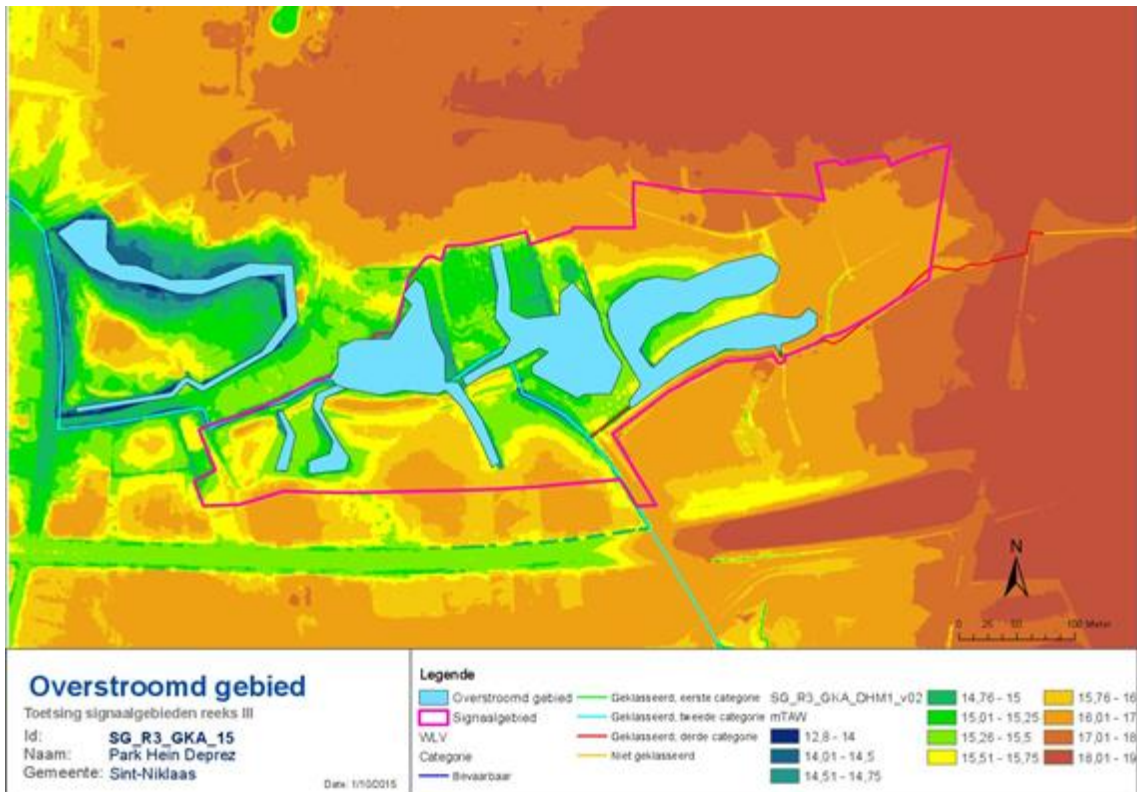 N
0 25 50 100 Meter
Overstroomd gebied
Toetsing signaalgebieden reeks III
Id: SG_R3_GKA_15
Naam: Park Hein Deprez
Gemeente: Sint-Niklaas
Date: 1/10/2015
Legende
Overstroomd gebied
Signaalgebied
WLV
Categorie
Bevaarbaar
Geklasseerd, eerste categorie
Geklasseerd, tweede categorie
Geklasseerd, derde categorie
Niet geklasseerd
SG_R3_GKA_DHM1_v02
mTAW
12,8 - 14
14,01 - 14,5
14,51 - 14,75
14,76 - 15
15,01 - 15,25
15,26 - 15,5
15,51 - 15,75
15,76 - 16
16,01 - 17
17,01 - 18
18,01 - 19